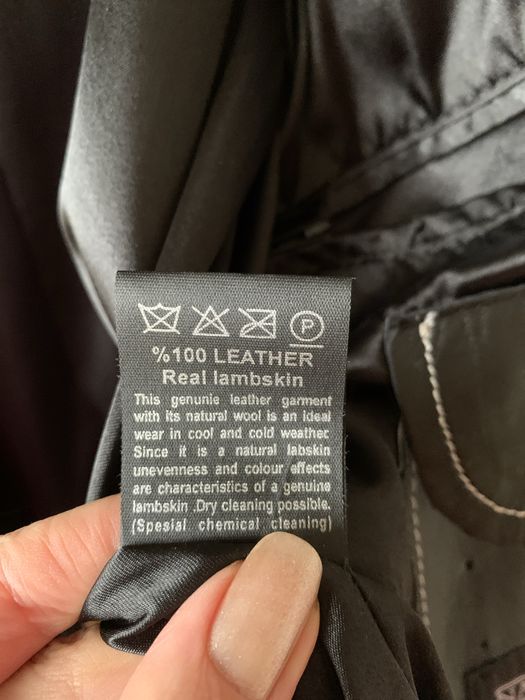 P
%100 LEATHER
Real lambskin
This genunie leather garment
with its natural wool is an ideal
wear in cool and cold weather.
Since it is a natural labskin
unevenness and colour affects
are characteristics of a genuine
lambskin .Dry cleaning possible.
(Spesial chemical cleaning)